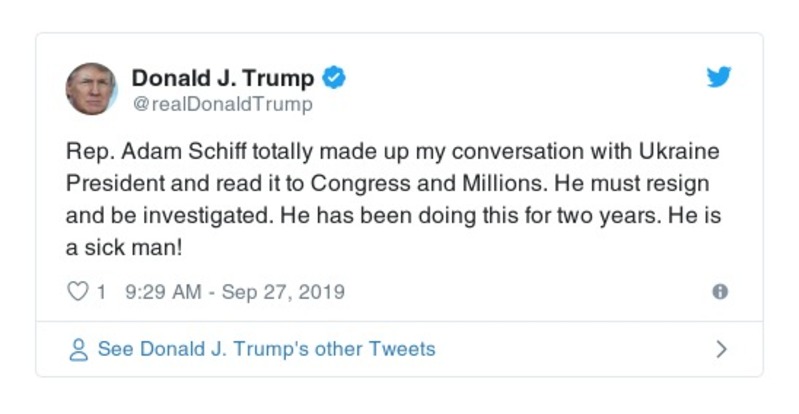 Donald J. Trump
@realDonaldTrump
Rep. Adam Schiff totally made up my conversation with Ukraine
President and read it to Congress and Millions. He must resign
and be investigated. He has been doing this for two years. He is
a sick man!
1 9:29 AM - Sep 27, 2019
See Donald J. Trump's other Tweets